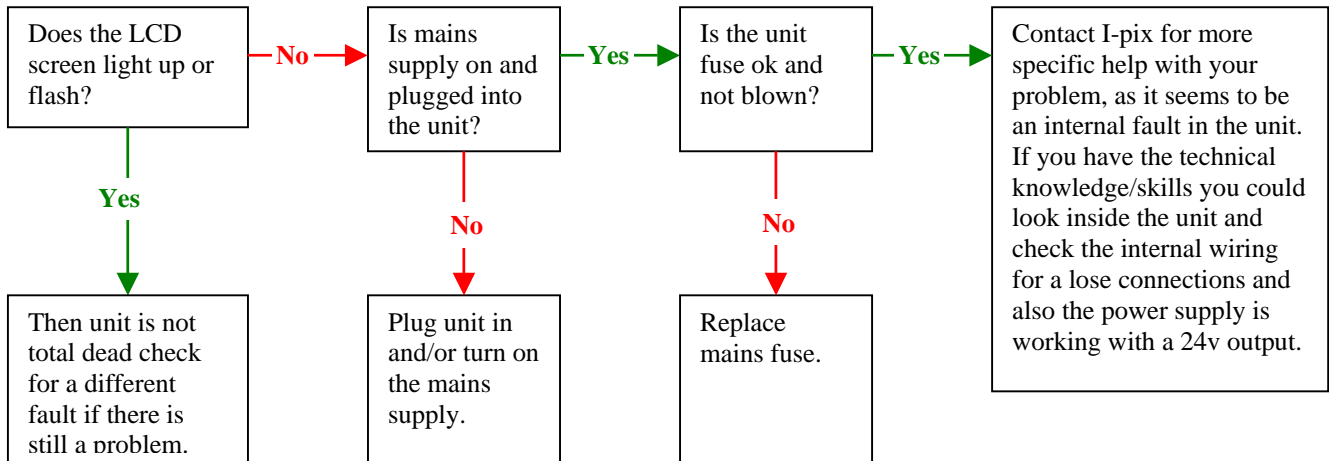 Does the LCD
screen light up or
flash?
No
Is mains
supply on and
plugged into
the unit?
Yes
Is the unit
fuse ok and
not blown?
Yes
Contact I-pix for more
specific help with your
problem, as it seems to be
an internal fault in the unit.
If you have the technical
knowledge/skills you could
look inside the unit and
check the internal wiring
for a lose connections and
also the power supply is
working with a 24v output.
Yes
No
No
Then unit is not
total dead check
for a different
fault if there is
still a problem.
Plug unit in
and/or turn on
the mains
supply.
Replace
mains fuse.